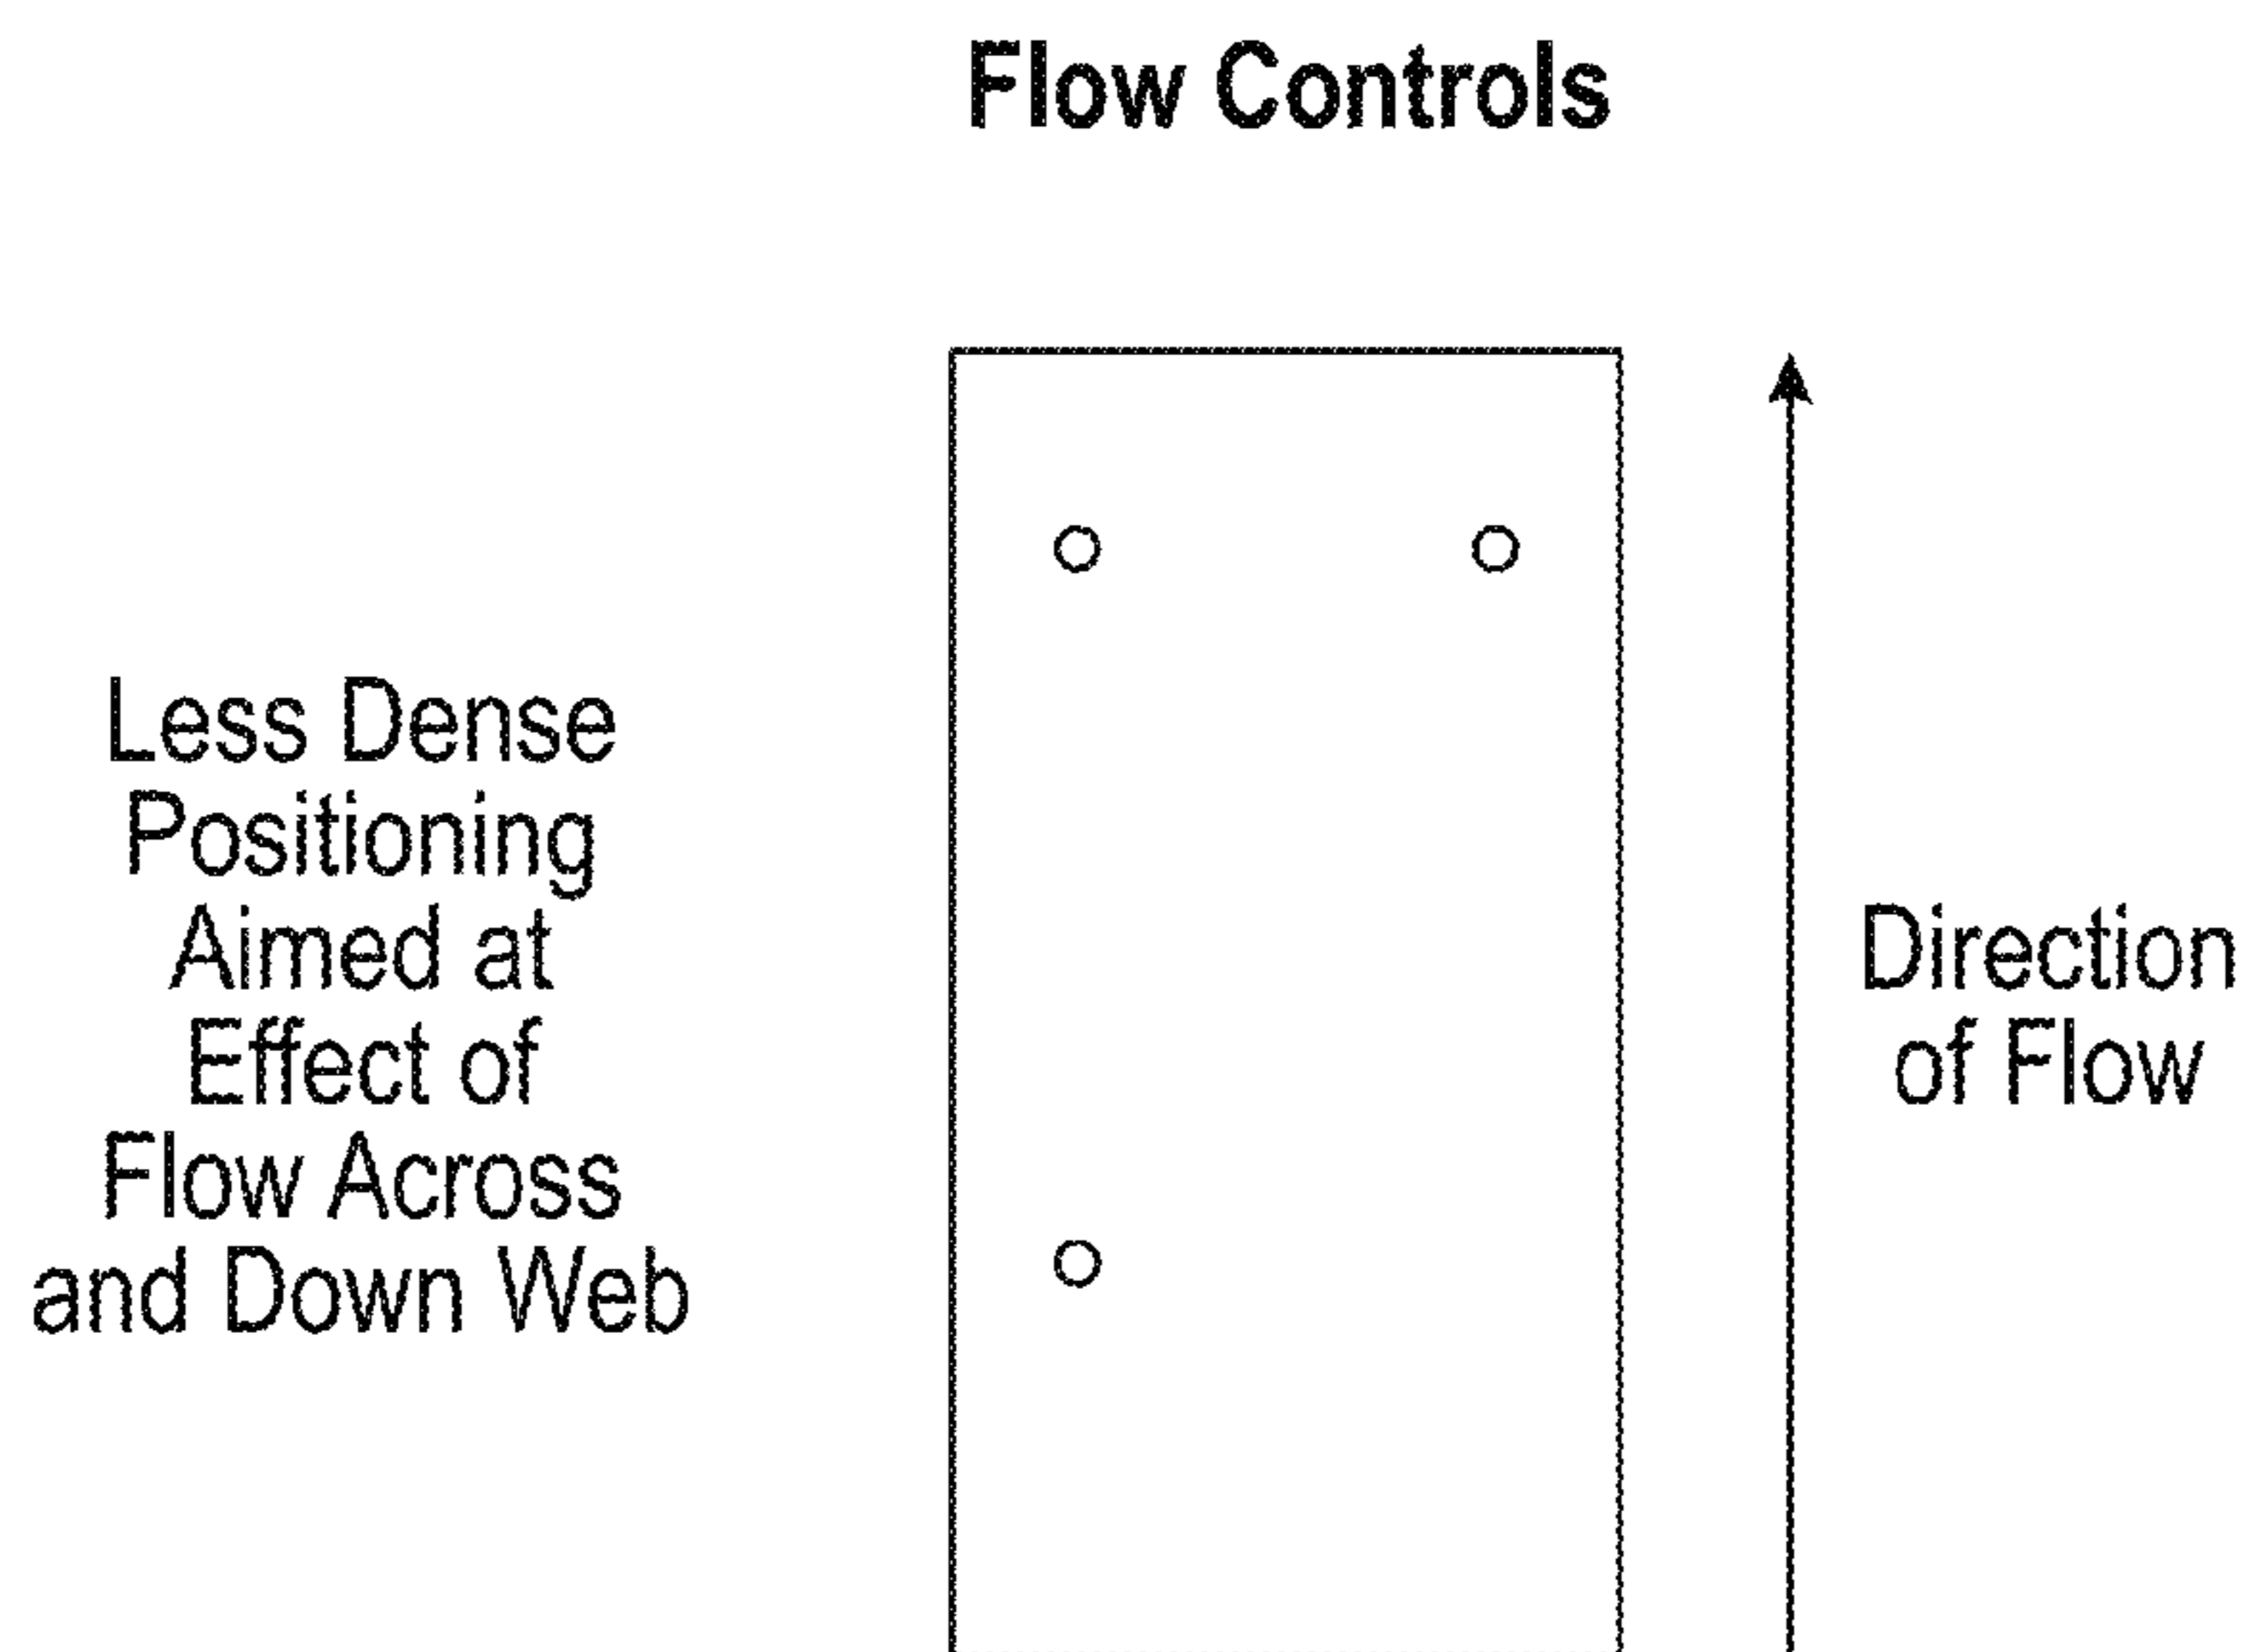 Flow Controls
Less Dense
Positioning
Aimed at
Effect of
Flow Across
and Down Web
Direction
of Flow